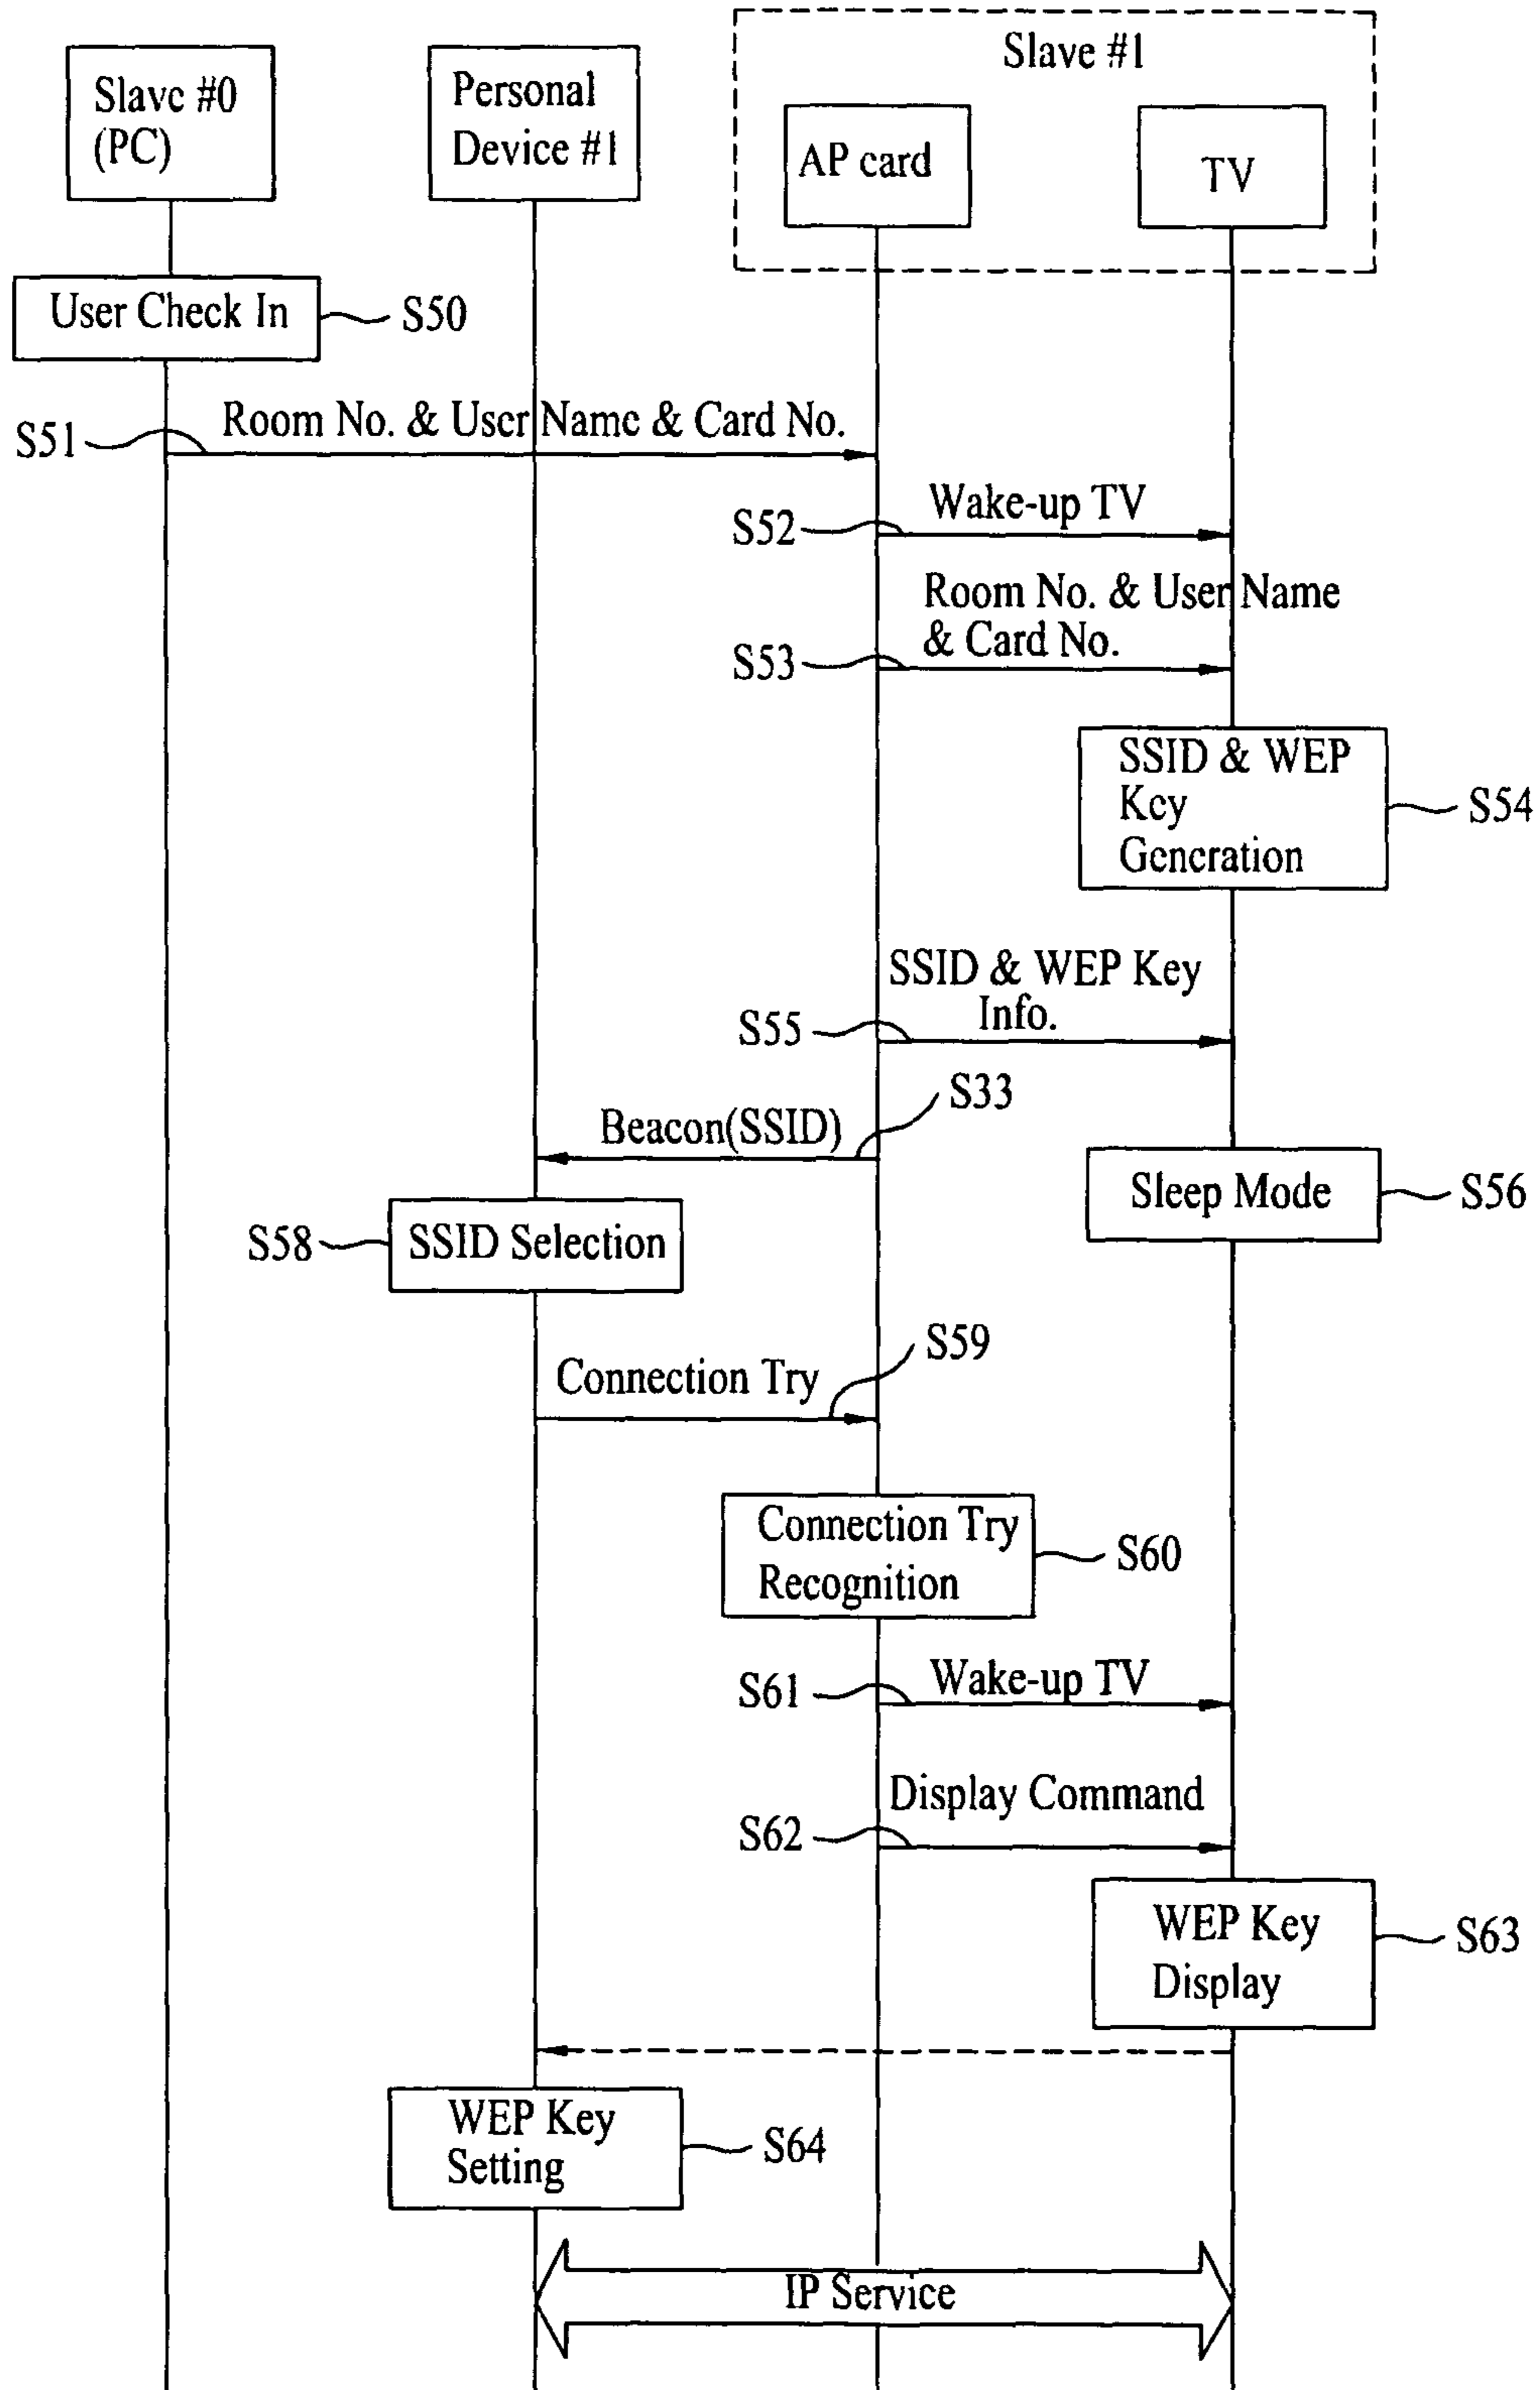 Slave #1
Slave #0
(PC)
Personal
Device #1
AP card
TV
User Check In
S50
S51
Room No. & User Name & Card No.
Wake-up TV
S52
Room No. & User Name
& Card No.
S53
SSID & WEP
Key
Generation
S54
SSID & WEP Key
Info.
S55
S33
Beacon(SSID)
Sleep Mode
S56
S58
SSID Selection
S59
Connection Try
Connection Try
Recognition
S60
S61
Wake-up TV
Display Command
S62
WEP Key
Display
S63
WEP Key
Setting
S64
IP Service